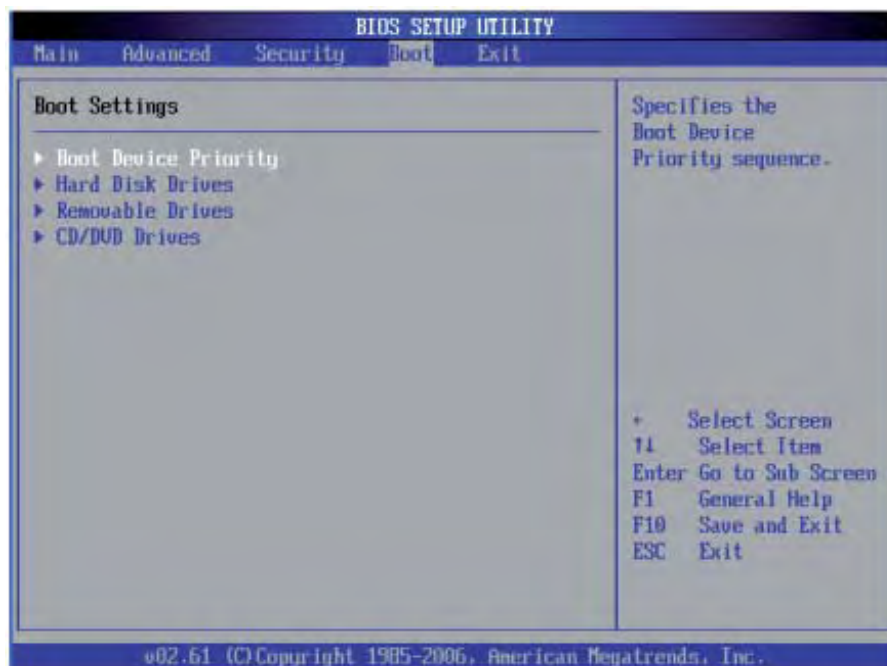 BIOS SETUP UTILITY
Main Advanced Security Boot Exit
Boot Settings
Boot Device Priority
Hard Disk Drives
Removable Drives
CD/DVD Drives
Specifies the
Boot Device
Priority sequence.
← Select Screen
↑↓ Select Item
Enter Go to Sub Screen
F1 General Help
F10 Save and Exit
ESC Exit
v02.61 (C)Copyright 1985-2006, American Megatrends, Inc.